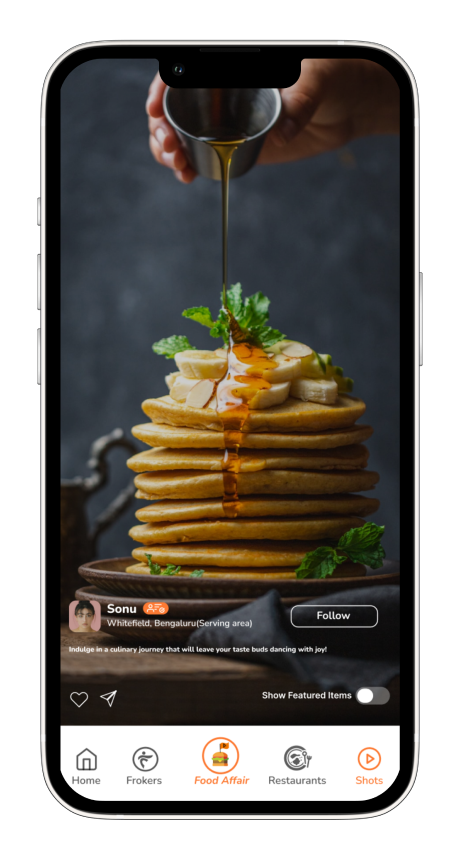 Sonu
Follow
Whitefield, Bengaluru(Serving area)
Indulge in a culinary journey that will leave your taste buds dancing with joy!
Show Featured Items
Home Frokers Food Affair Restaurants Shots